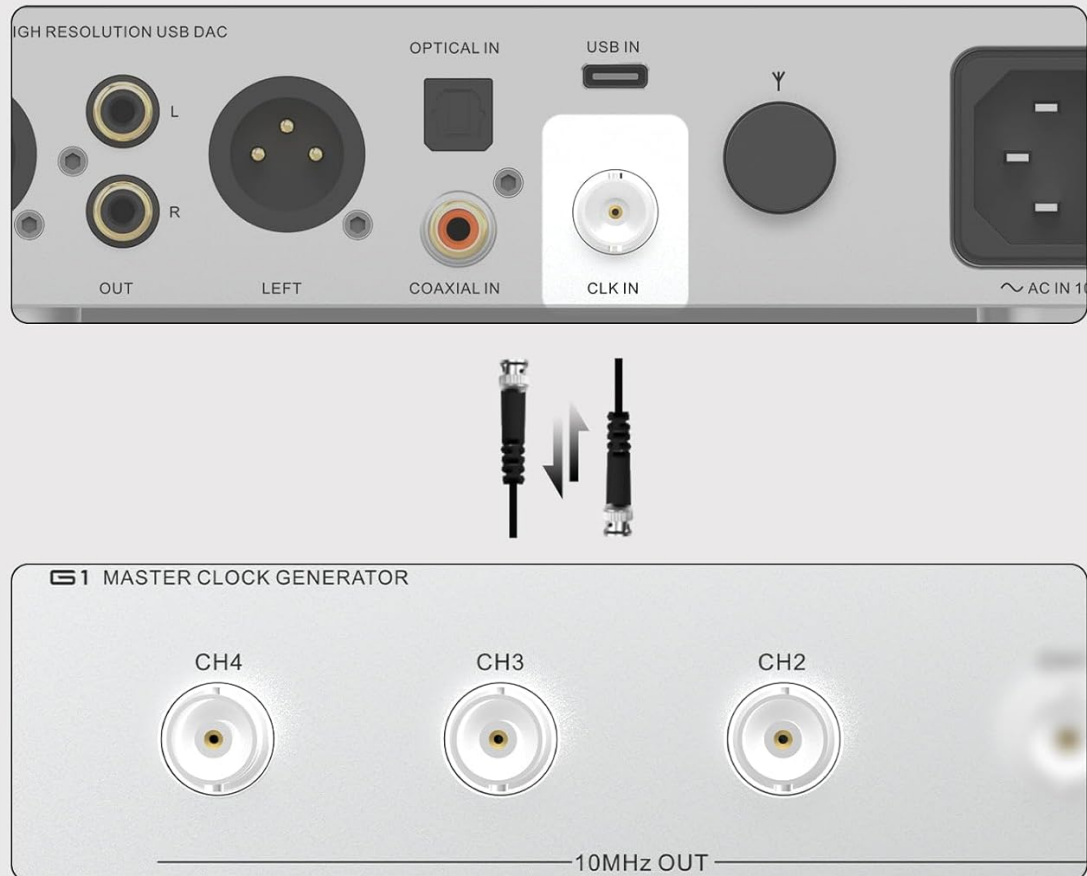 IGH RESOLUTION USB DAC
OPTICAL IN
USB IN
L
R
OUT
LEFT
COAXIAL IN
CLK IN
AC IN 10
G1 MASTER CLOCK GENERATOR
CH4
CH3
CH2
10MHz OUT